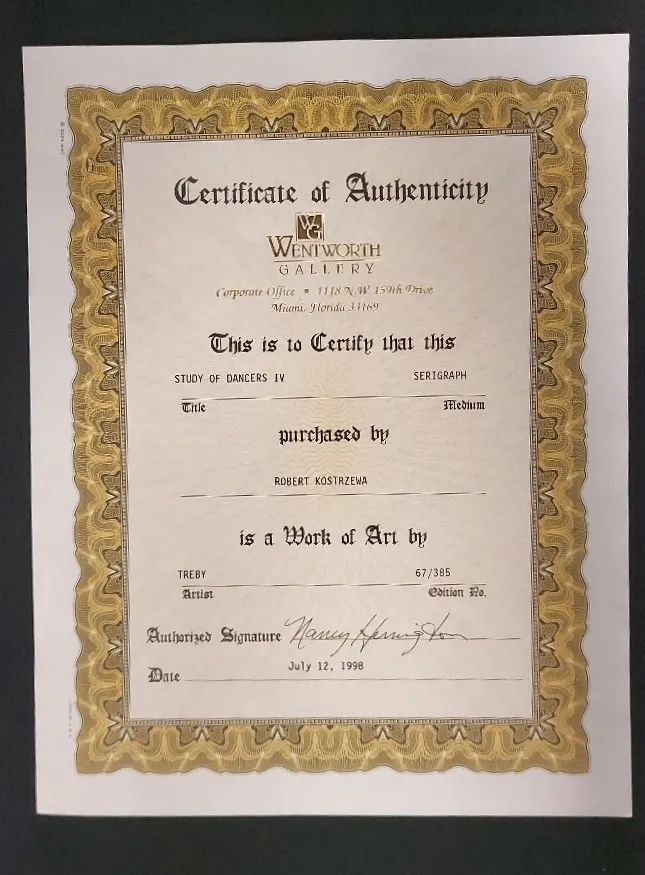 Certificate of Authenticity
WG
WENTWORTH
GALLERY
Corporate Office ■ 1118 N.W. 159th Drive
Miami, Florida 33169
This is to Certify that this
STUDY OF DANCERS IV SERIGRAPH
Title Medium
purchased by
ROBERT KOSTRZEWA
is a Work of Art by
TREBY 67/385
Artist Edition No.
Authorized Signature Nancy Harrington
July 12, 1998
Date